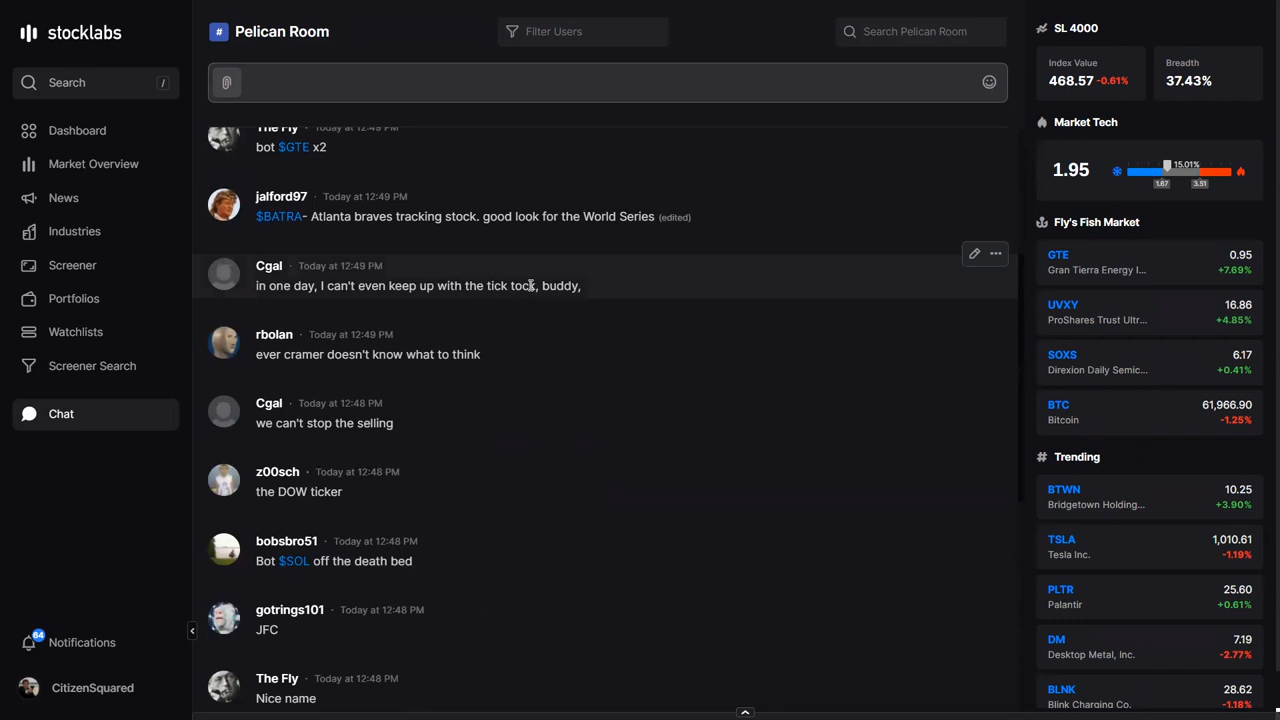 stocklabs
Search /
Dashboard
Market Overview
News
Industries
Screener
Portfolios
Watchlists
Screener Search
Chat
64
Notifications
CitizenSquared
# Pelican Room
Filter Users
Search Pelican Room
The Fly · Today at 12:49 PM
bot $GTE x2
jalford97 · Today at 12:49 PM
$BATRA- Atlanta braves tracking stock. good look for the World Series (edited)
Cgal · Today at 12:49 PM
in one day, I can't even keep up with the tick tock, buddy,
rbolan · Today at 12:49 PM
ever cramer doesn't know what to think
Cgal · Today at 12:48 PM
we can't stop the selling
z00sch · Today at 12:48 PM
the DOW ticker
bobsbro51 · Today at 12:48 PM
Bot $SOL off the death bed
gotrings101 · Today at 12:48 PM
JFC
The Fly · Today at 12:48 PM
Nice name
SL 4000
Index Value
468.57 -0.61%
Breadth
37.43%
Market Tech
1.95
15.01%
1.67 3.51
Fly's Fish Market
GTE 0.95
Gran Tierra Energy I... +7.69%
UVXY 16.86
ProShares Trust Ultr... +4.85%
SOXS 6.17
Direxion Daily Semic... +0.41%
BTC 61,966.90
Bitcoin -1.25%
# Trending
BTWN 10.25
Bridgetown Holding... +3.90%
TSLA 1,010.61
Tesla Inc. -1.19%
PLTR 25.60
Palantir +0.61%
DM 7.19
Desktop Metal, Inc. -2.77%
BLNK 28.62
Blink Charging Co. -1.18%